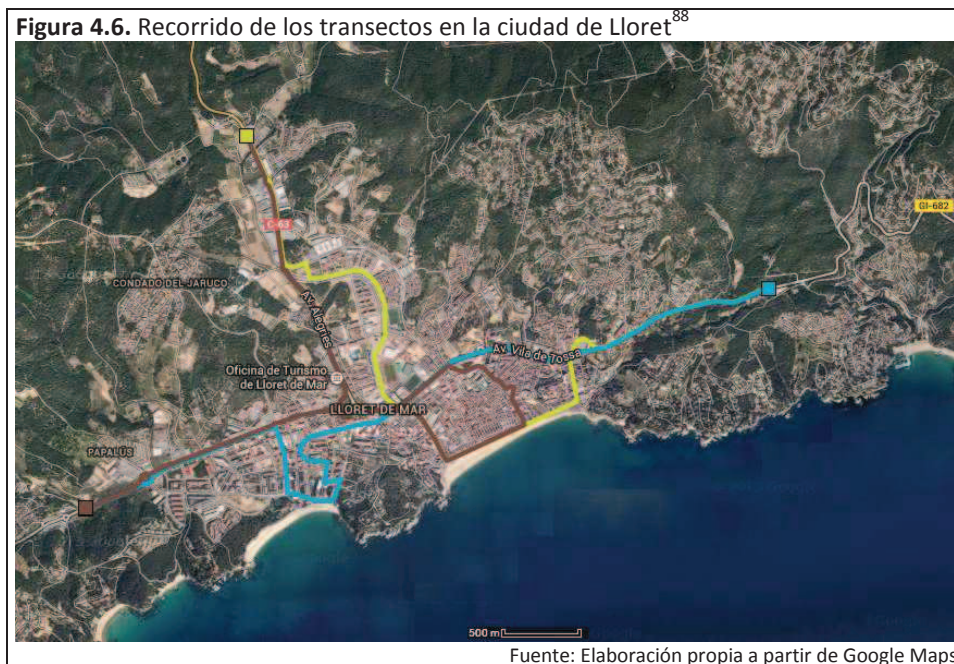 Figura 4.6. Recorrido de los transectos en la ciudad de Lloret88
C-63
GI-682
CONDADO DEL JARUCO
Av. Alegries
Av. Vila de Tossa
Oficina de Turismo
de Lloret de Mar
LLORET DE MAR
PAPALÚS
500 m
Fuente: Elaboración propia a partir de Google Maps